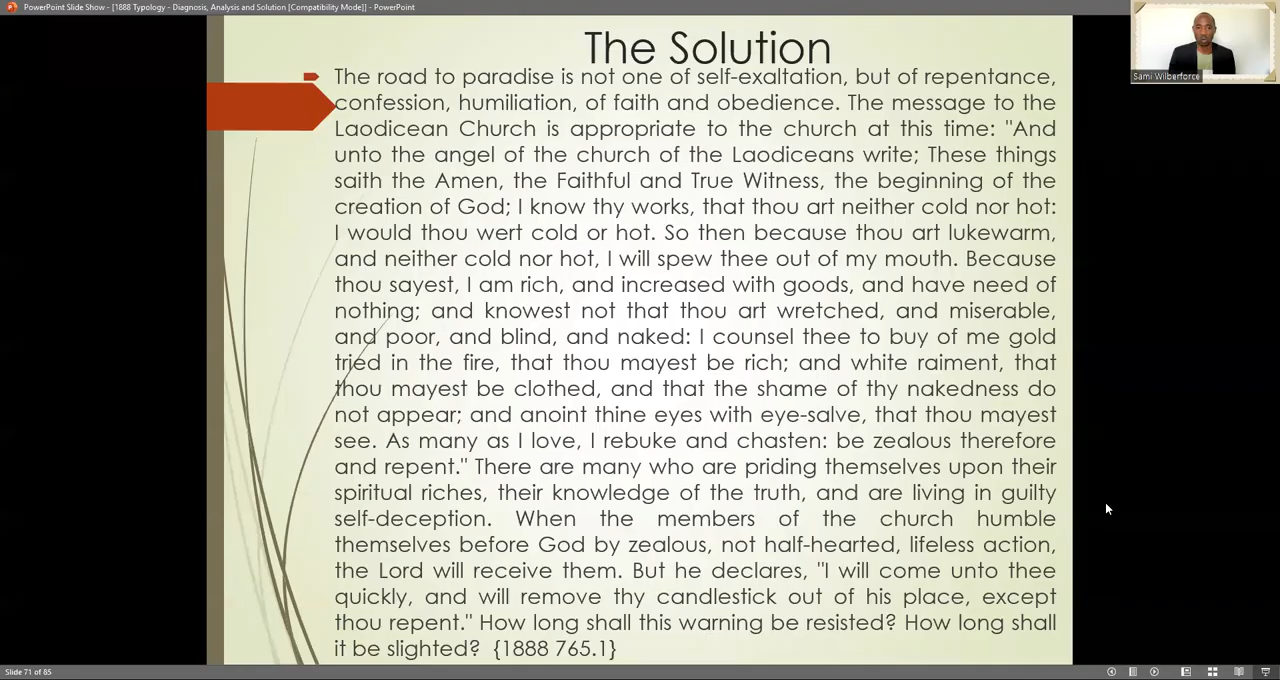 PowerPoint Slide Show - [1888 Typology - Diagnosis, Analysis and Solution [Compatibility Mode]] - PowerPoint
Sami Wilberforce
The Solution
The road to paradise is not one of self-exaltation, but of repentance,
confession, humiliation, of faith and obedience. The message to the
Laodicean Church is appropriate to the church at this time: "And
unto the angel of the church of the Laodiceans write; These things
saith the Amen, the Faithful and True Witness, the beginning of the
creation of God; I know thy works, that thou art neither cold nor hot:
I would thou wert cold or hot. So then because thou art lukewarm,
and neither cold nor hot, I will spew thee out of my mouth. Because
thou sayest, I am rich, and increased with goods, and have need of
nothing; and knowest not that thou art wretched, and miserable,
and poor, and blind, and naked: I counsel thee to buy of me gold
tried in the fire, that thou mayest be rich; and white raiment, that
thou mayest be clothed, and that the shame of thy nakedness do
not appear; and anoint thine eyes with eye-salve, that thou mayest
see. As many as I love, I rebuke and chasten: be zealous therefore
and repent." There are many who are priding themselves upon their
spiritual riches, their knowledge of the truth, and are living in guilty
self-deception. When the members of the church humble
themselves before God by zealous, not half-hearted, lifeless action,
the Lord will receive them. But he declares, "I will come unto thee
quickly, and will remove thy candlestick out of his place, except
thou repent." How long shall this warning be resisted? How long shall
it be slighted? {1888 765.1}
Slide 71 of 85